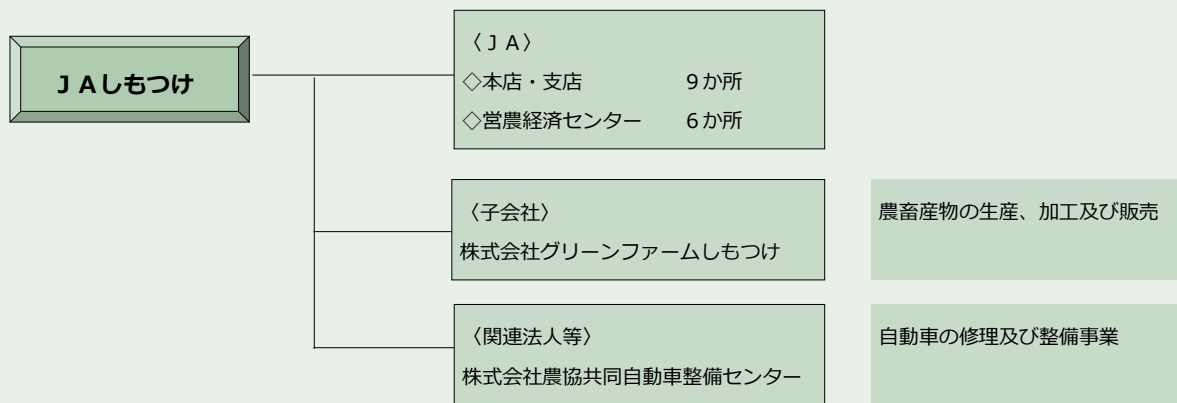 ＪＡしもつけ
〈ＪＡ〉
◇本店・支店　９か所
◇営農経済センター　６か所
〈子会社〉
株式会社グリーンファームしもつけ
農畜産物の生産、加工及び販売
〈関連法人等〉
株式会社農協共同自動車整備センター
自動車の修理及び整備事業